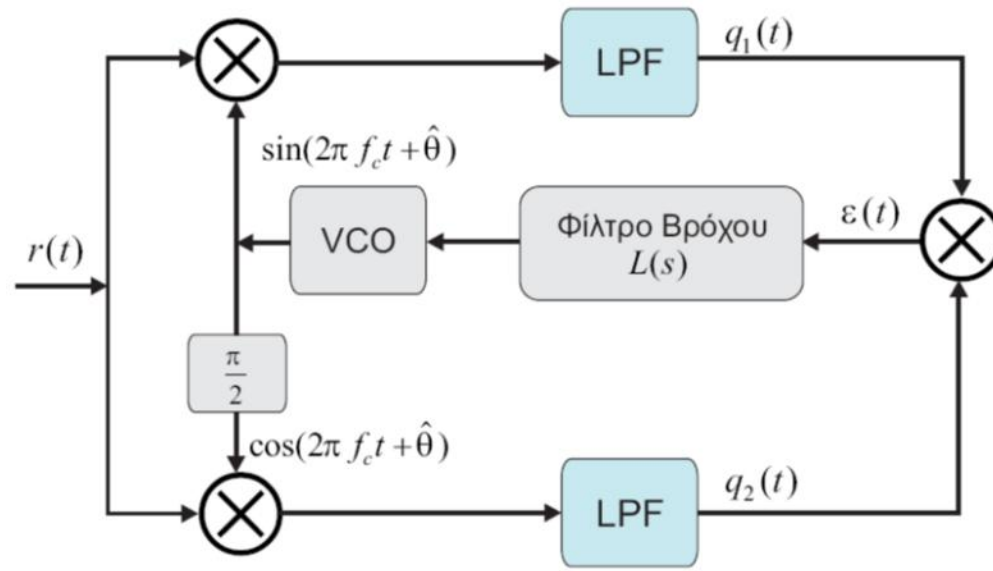 LPF
q₁(t)
sin(2π f_c t + θ̂)
r(t)
VCO
Φίλτρο Βρόχου
L(s)
ε(t)
π
2
cos(2π f_c t + θ̂)
LPF
q₂(t)